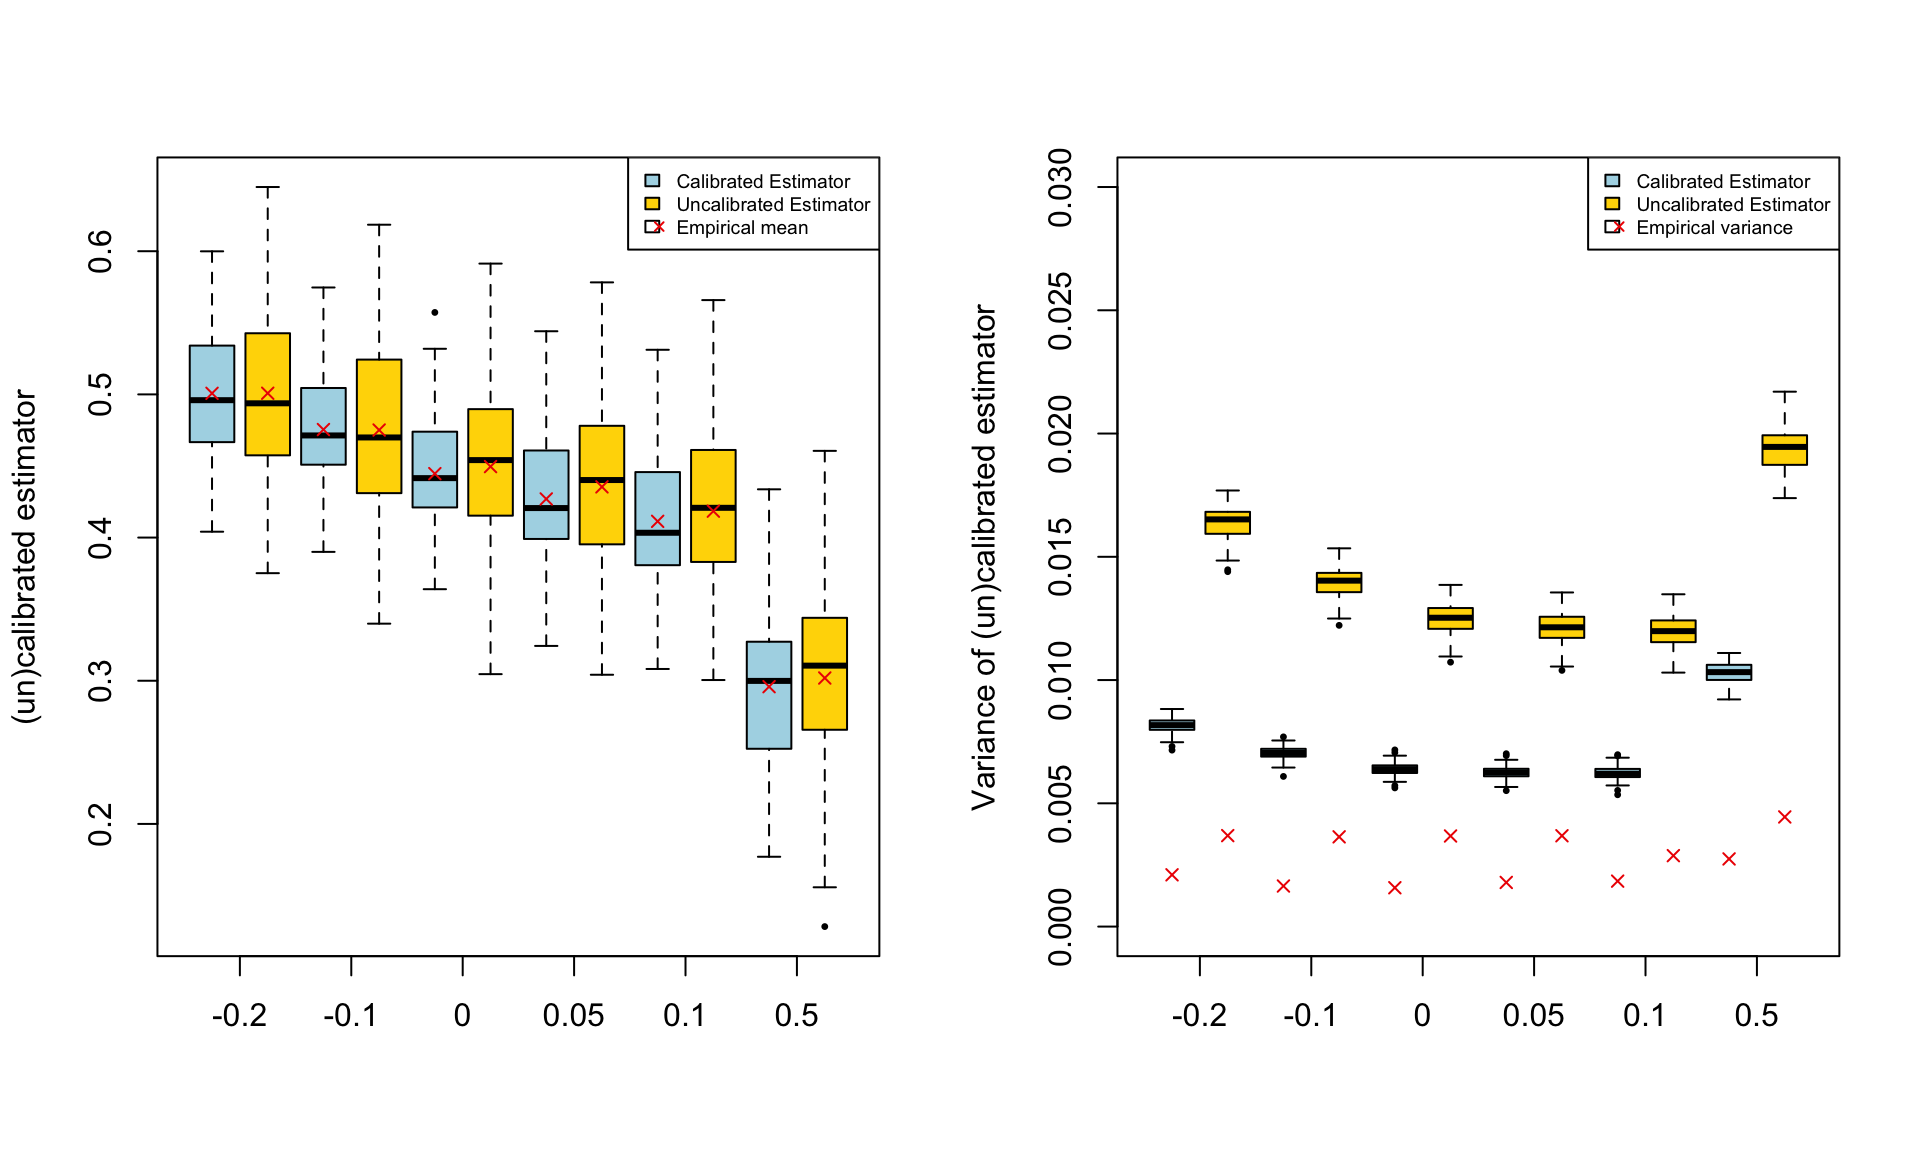 (un)calibrated estimator
0.6
0.5
0.4
0.3
0.2
Calibrated Estimator
Uncalibrated Estimator
Empirical mean
-0.2 -0.1 0 0.05 0.1 0.5
Variance of (un)calibrated estimator
0.030
0.025
0.020
0.015
0.010
0.005
0.000
Calibrated Estimator
Uncalibrated Estimator
Empirical variance
-0.2 -0.1 0 0.05 0.1 0.5